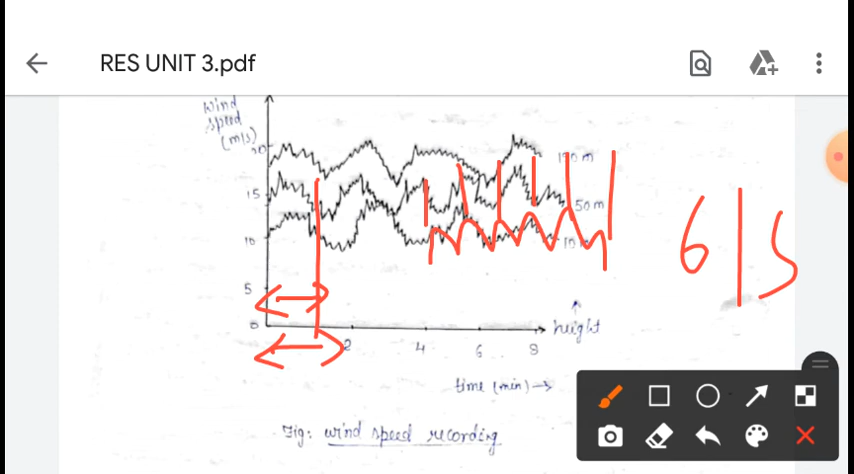 RES UNIT 3.pdf
wind
speed
(m/s)
20
150 m
15
50 m
10
10
5
0
2
4
6
8
height
time (min) →
Fig: wind speed recording
6/5